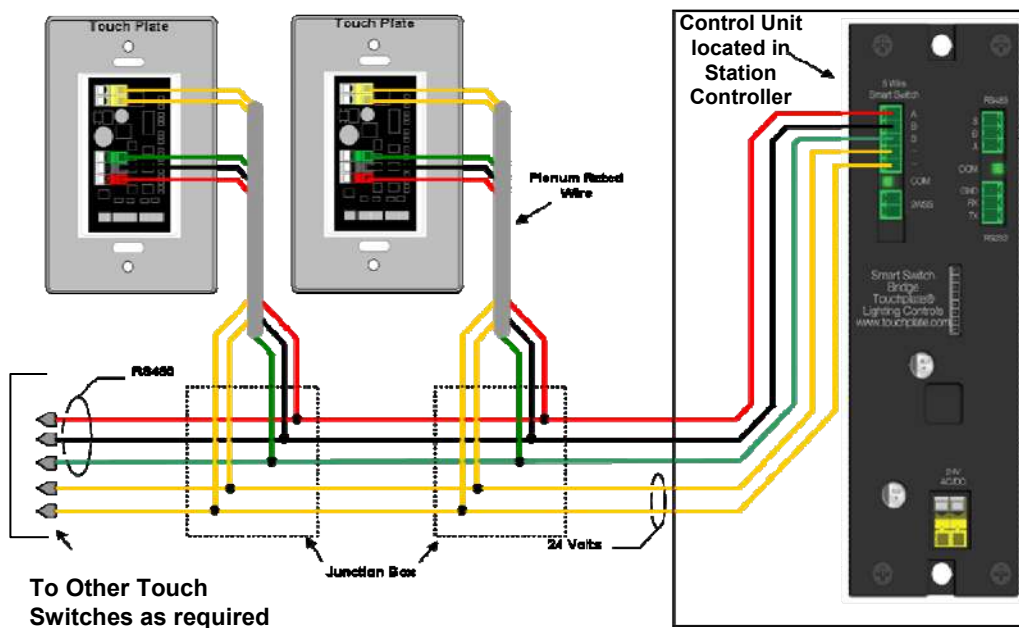 Touch Plate
Touch Plate
Control Unit
located in
Station
Controller
5 Wire
Smart Switch
A
B
S
-
-
COM
2WSS
RS485
S
B
A
COM
GND
RX
TX
RS232
Plenum Rated
Wire
Smart Switch
Bridge
Touchplate®
Lighting Controls
www.touchplate.com
24V
AC/DC
24 Volts
Junction Box
To Other Touch
Switches as required